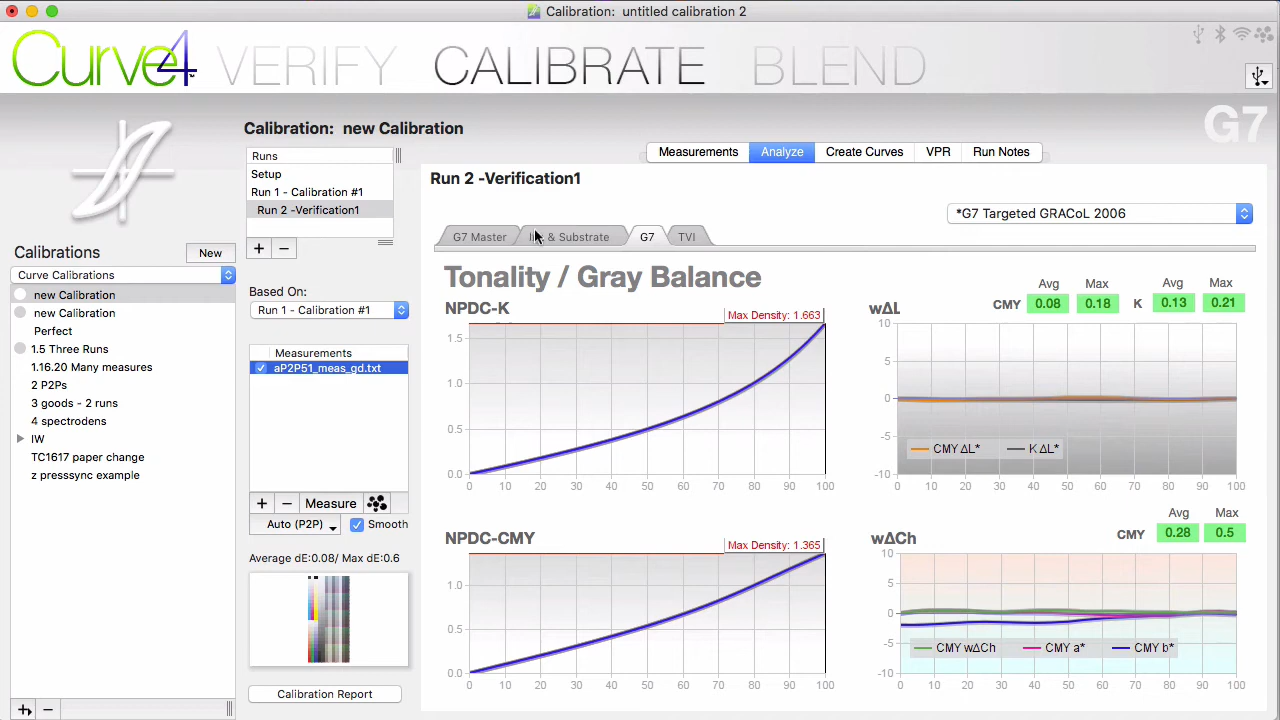 Calibration: untitled calibration 2
Curve4™ VERIFY CALIBRATE BLEND
G7
Calibration: new Calibration
Runs
Setup
Run 1 - Calibration #1
Run 2 -Verification1
Calibrations
New
Curve Calibrations
new Calibration
new Calibration
Perfect
1.5 Three Runs
1.16.20 Many measures
2 P2Ps
3 goods - 2 runs
4 spectrodens
IW
TC1617 paper change
z presssync example
+ −
+ −
Based On:
Run 1 - Calibration #1
Measurements
aP2P51_meas_gd.txt
+ − Measure
Auto (P2P) Smooth
Average dE:0.08/ Max dE:0.6
Calibration Report
Measurements Analyze Create Curves VPR Run Notes
Run 2 -Verification1
*G7 Targeted GRACoL 2006
G7 Master & Substrate G7 TVI
Tonality / Gray Balance
NPDC-K
Max Density: 1.663
1.5
1.0
0.5
0.0
0 10 20 30 40 50 60 70 80 90 100
Avg Max Avg Max
CMY 0.08 0.18 K 0.13 0.21
wΔL
10
5
0
-5
-10
CMY ΔL* K ΔL*
0 10 20 30 40 50 60 70 80 90 100
NPDC-CMY
Max Density: 1.365
1.0
0.5
0.0
0 10 20 30 40 50 60 70 80 90 100
Avg Max
CMY 0.28 0.5
wΔCh
10
5
0
-5
-10
CMY wΔCh CMY a* CMY b*
0 10 20 30 40 50 60 70 80 90 100